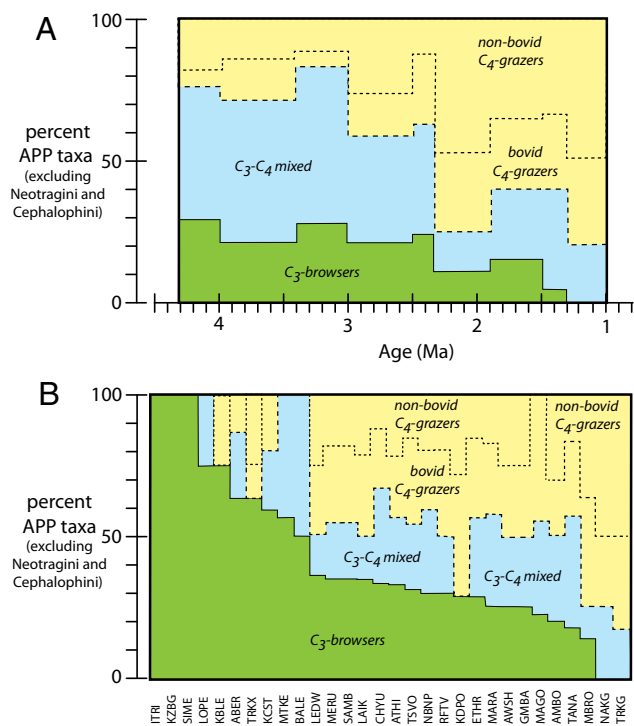 A
100
50
0
percent
APP taxa
(excluding
Neotragini and
Cephalophini)
non-bovid
C4-grazers
C3-C4 mixed
bovid
C4-grazers
C3-browsers
4
3
2
1
Age (Ma)
B
100
50
0
percent
APP taxa
(excluding
Neotragini and
Cephalophini)
non-bovid
C4-grazers
non-bovid
C4-grazers
bovid
C4-grazers
C3-C4 mixed
C3-C4 mixed
C3-browsers
ITRI
KZBG
SIME
LOPE
KBLE
ABER
TRKX
KCST
MTKE
BALE
LEDW
MERU
SAMB
LAIK
CHYU
ATHI
TSVO
NBNP
RFTV
KDPO
ETHR
MARA
MWSH
GMBA
MAGO
AMBO
TANA
MBRO
NAKG
TRKG